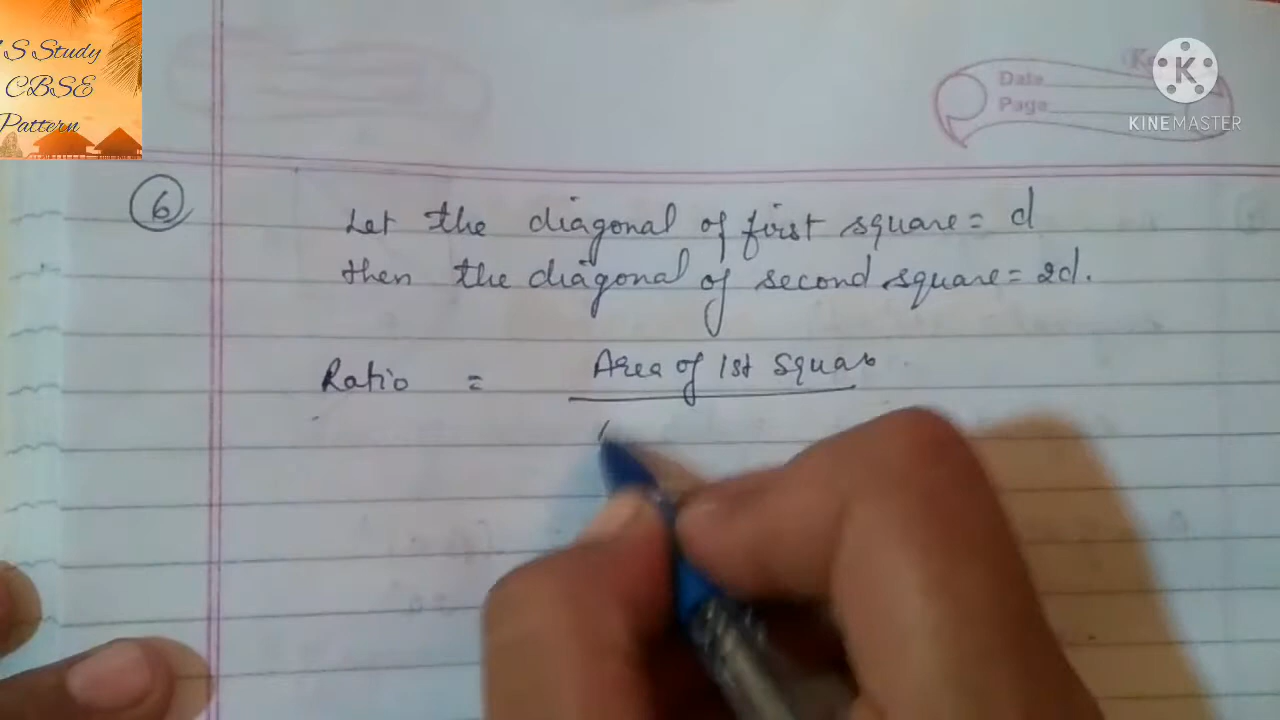 'S Study
CBSE
Pattern
Date
Page
KINEMASTER
6
Let the diagonal of first square = d
then the diagonal of second square = 2d.
Ratio = Area of 1st Square